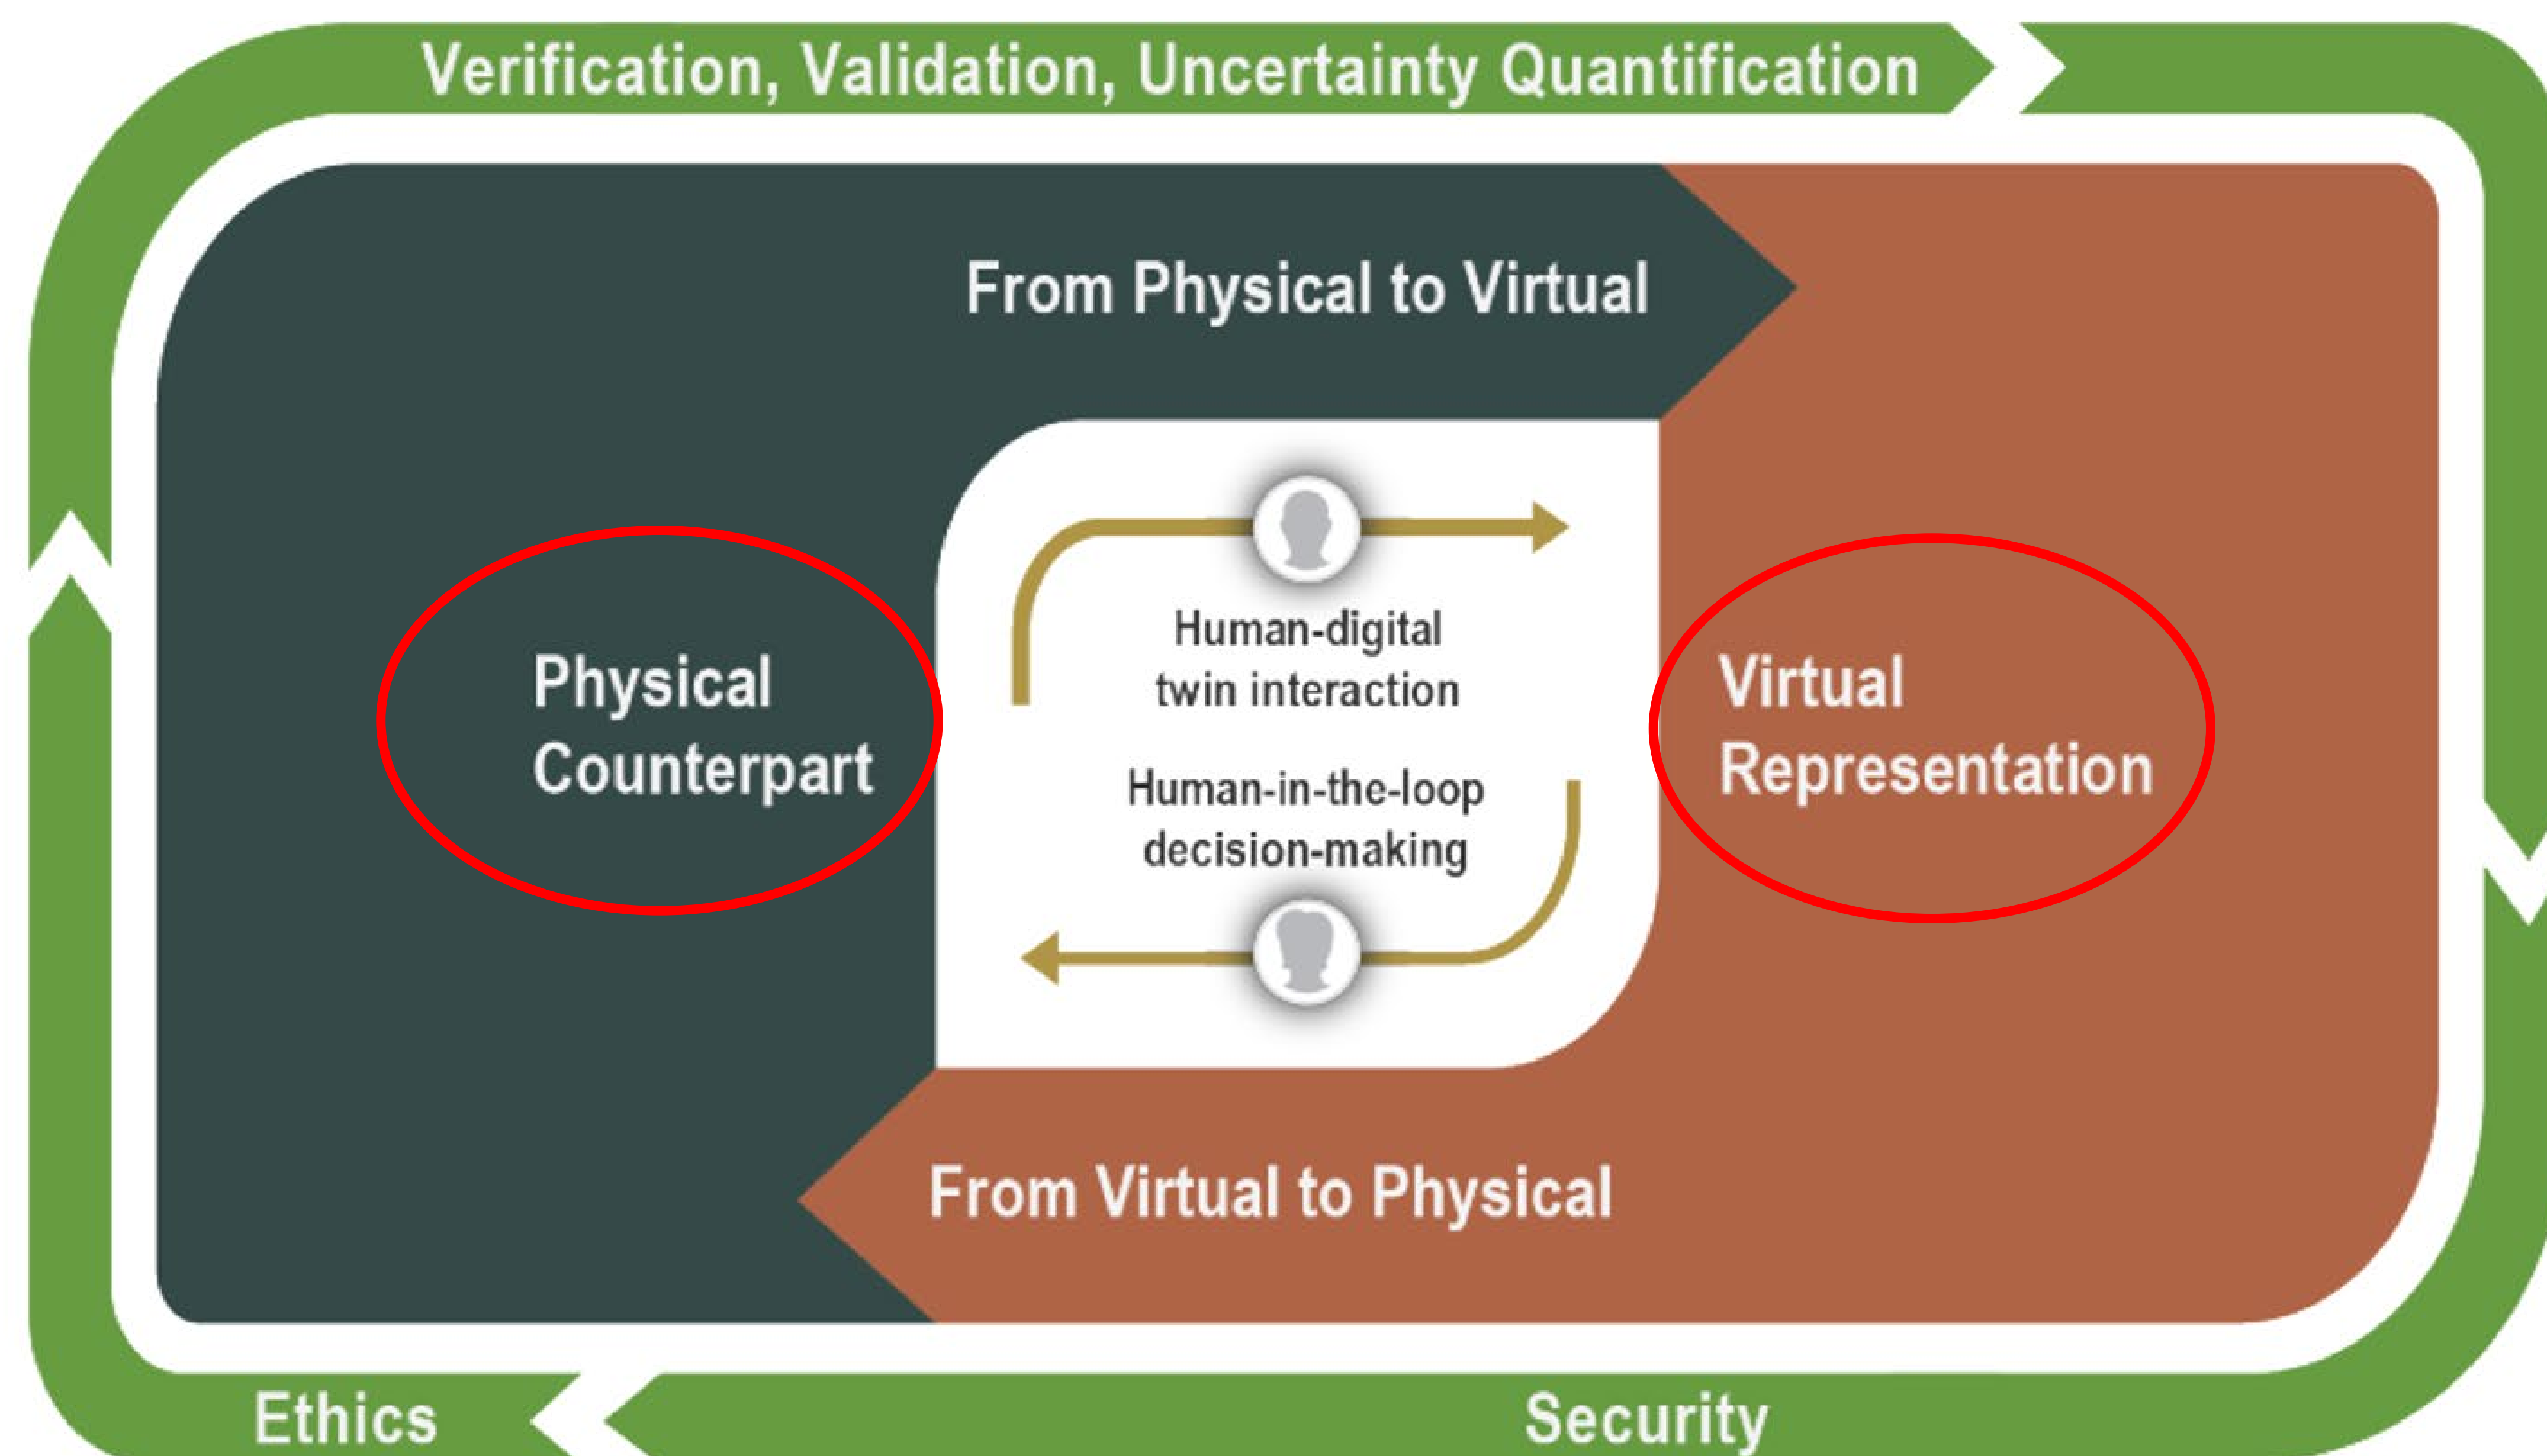 Verification, Validation, Uncertainty Quantification
From Physical to Virtual
Physical
Counterpart
Human-digital
twin interaction
Human-in-the-loop
decision-making
Virtual
Representation
From Virtual to Physical
Ethics
Security